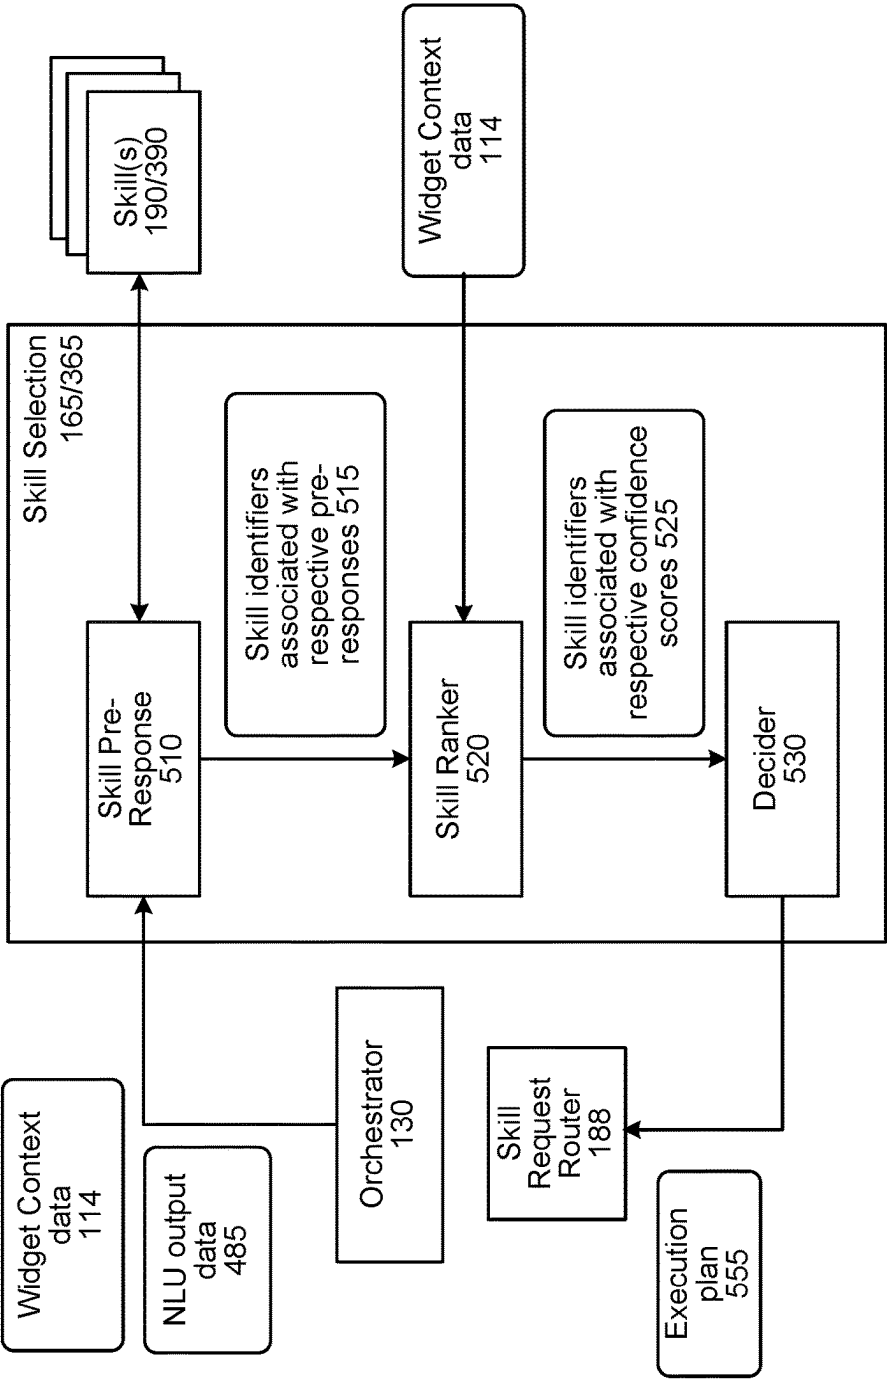 Widget Context
data
114
NLU output
data
485
Orchestrator
130
Skill
Request
Router
188
Execution
plan
555
Skill Selection
165/365
Skill Pre-
Response
510
Skill identifiers
associated with
respective pre-
responses 515
Skill Ranker
520
Skill identifiers
associated with
respective confidence
scores 525
Decider
530
Skill(s)
190/390
Widget Context
data
114